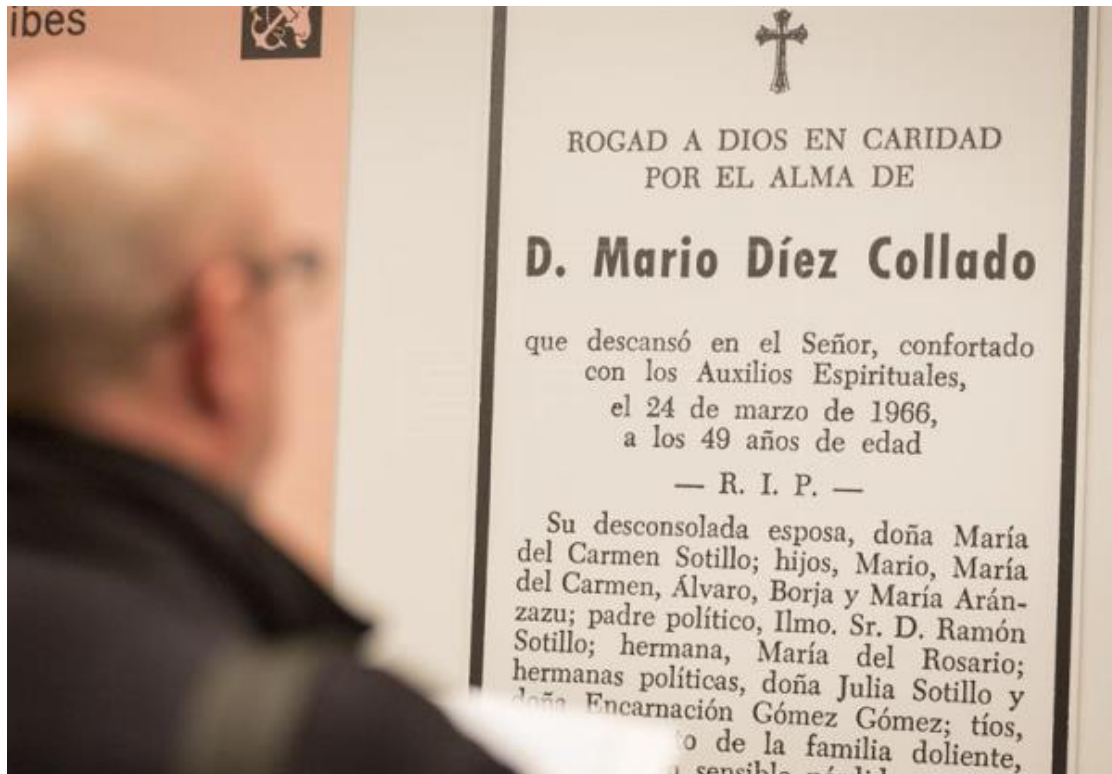 ibes
ROGAD A DIOS EN CARIDAD
POR EL ALMA DE
D. Mario Díez Collado
que descansó en el Señor, confortado
con los Auxilios Espirituales,
el 24 de marzo de 1966,
a los 49 años de edad
— R. I. P. —
Su desconsolada esposa, doña María
del Carmen Sotillo; hijos, Mario, María
del Carmen, Álvaro, Borja y María Arán-
zazu; padre político, Ilmo. Sr. D. Ramón
Sotillo; hermana, María del Rosario;
hermanas políticas, doña Julia Sotillo y
doña Encarnación Gómez Gómez; tíos,
o de la familia doliente,
sensible